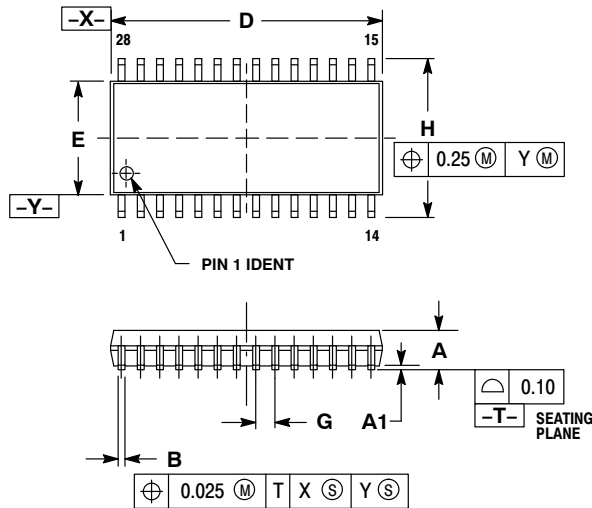 –X–
D
28
15
E
H
⌖ 0.25 Ⓜ Y Ⓜ
–Y–
1
14
PIN 1 IDENT
A
⌓ 0.10
G
A1
–T– SEATING
PLANE
B
⌖ 0.025 Ⓜ T X Ⓢ Y Ⓢ